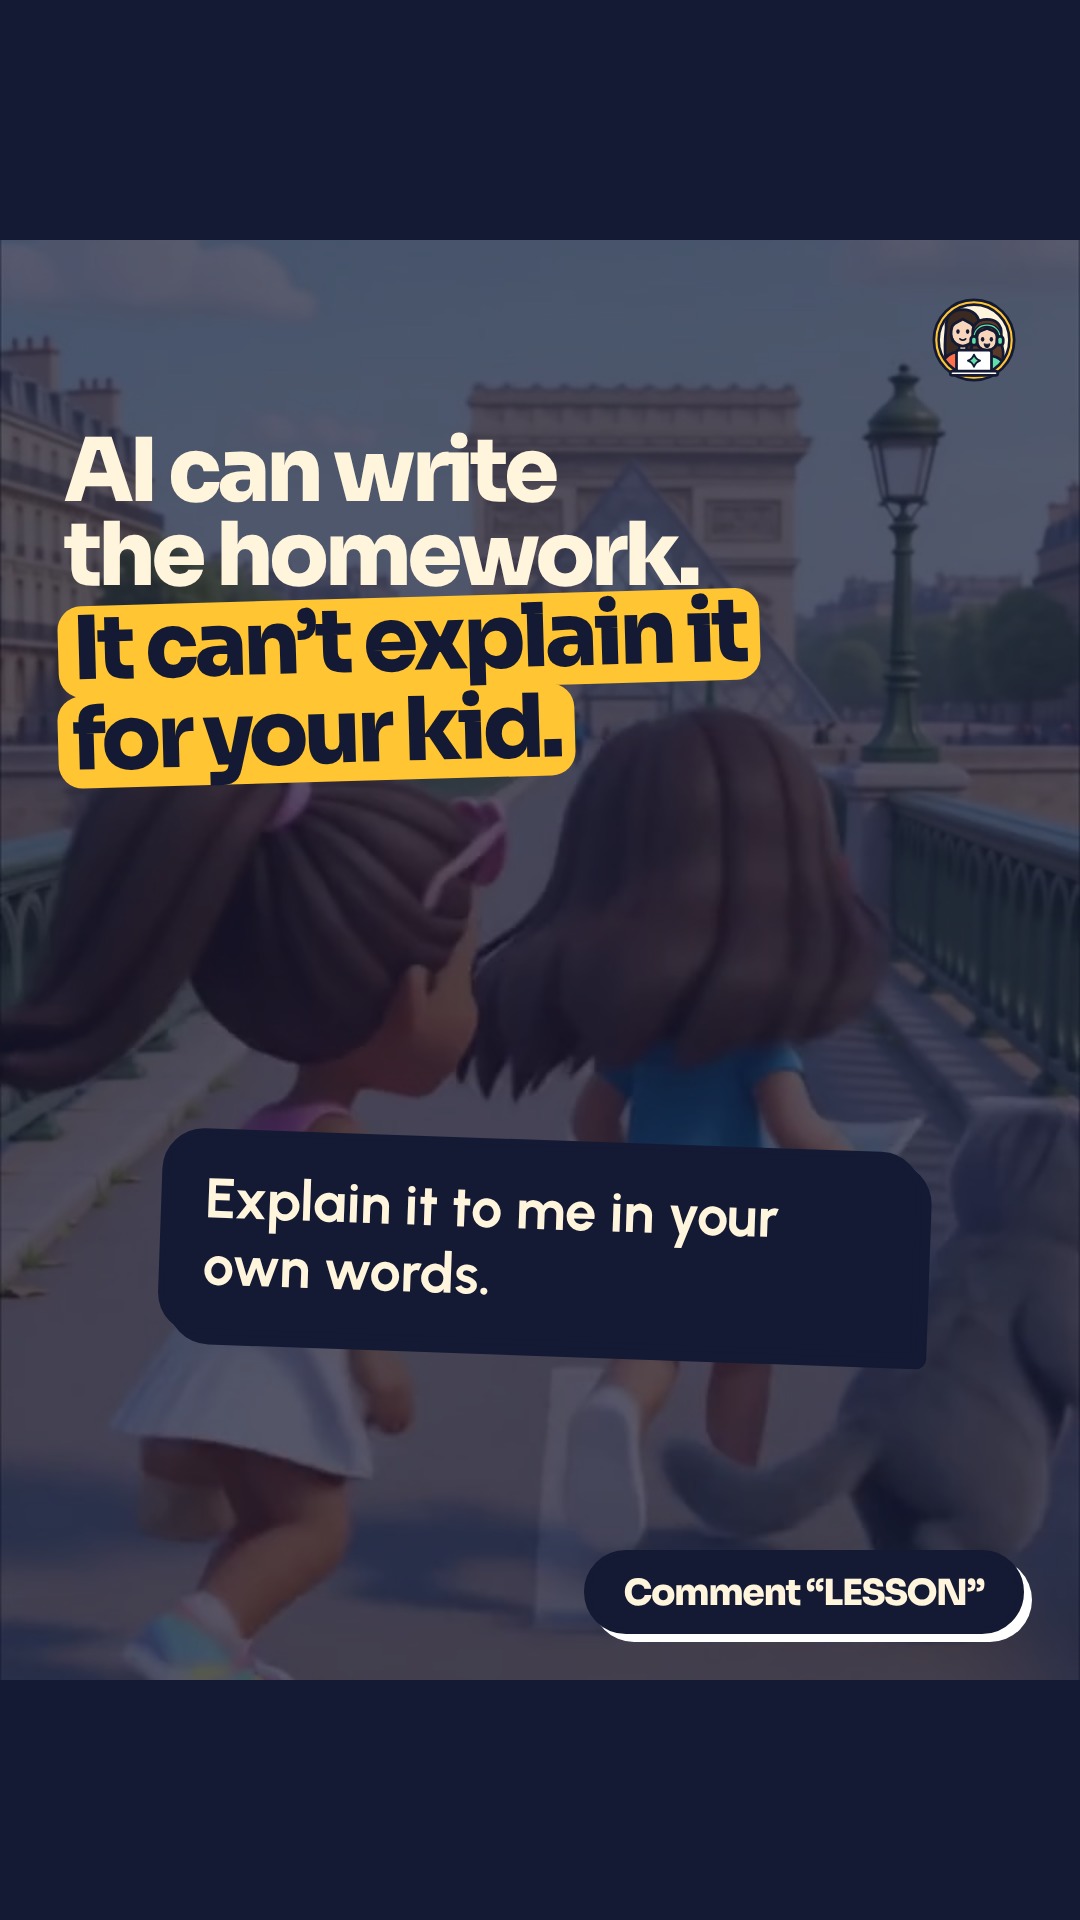 AI can write
the homework.
It can’t explain it
for your kid.
Explain it to me in your
own words.
Comment “LESSON”